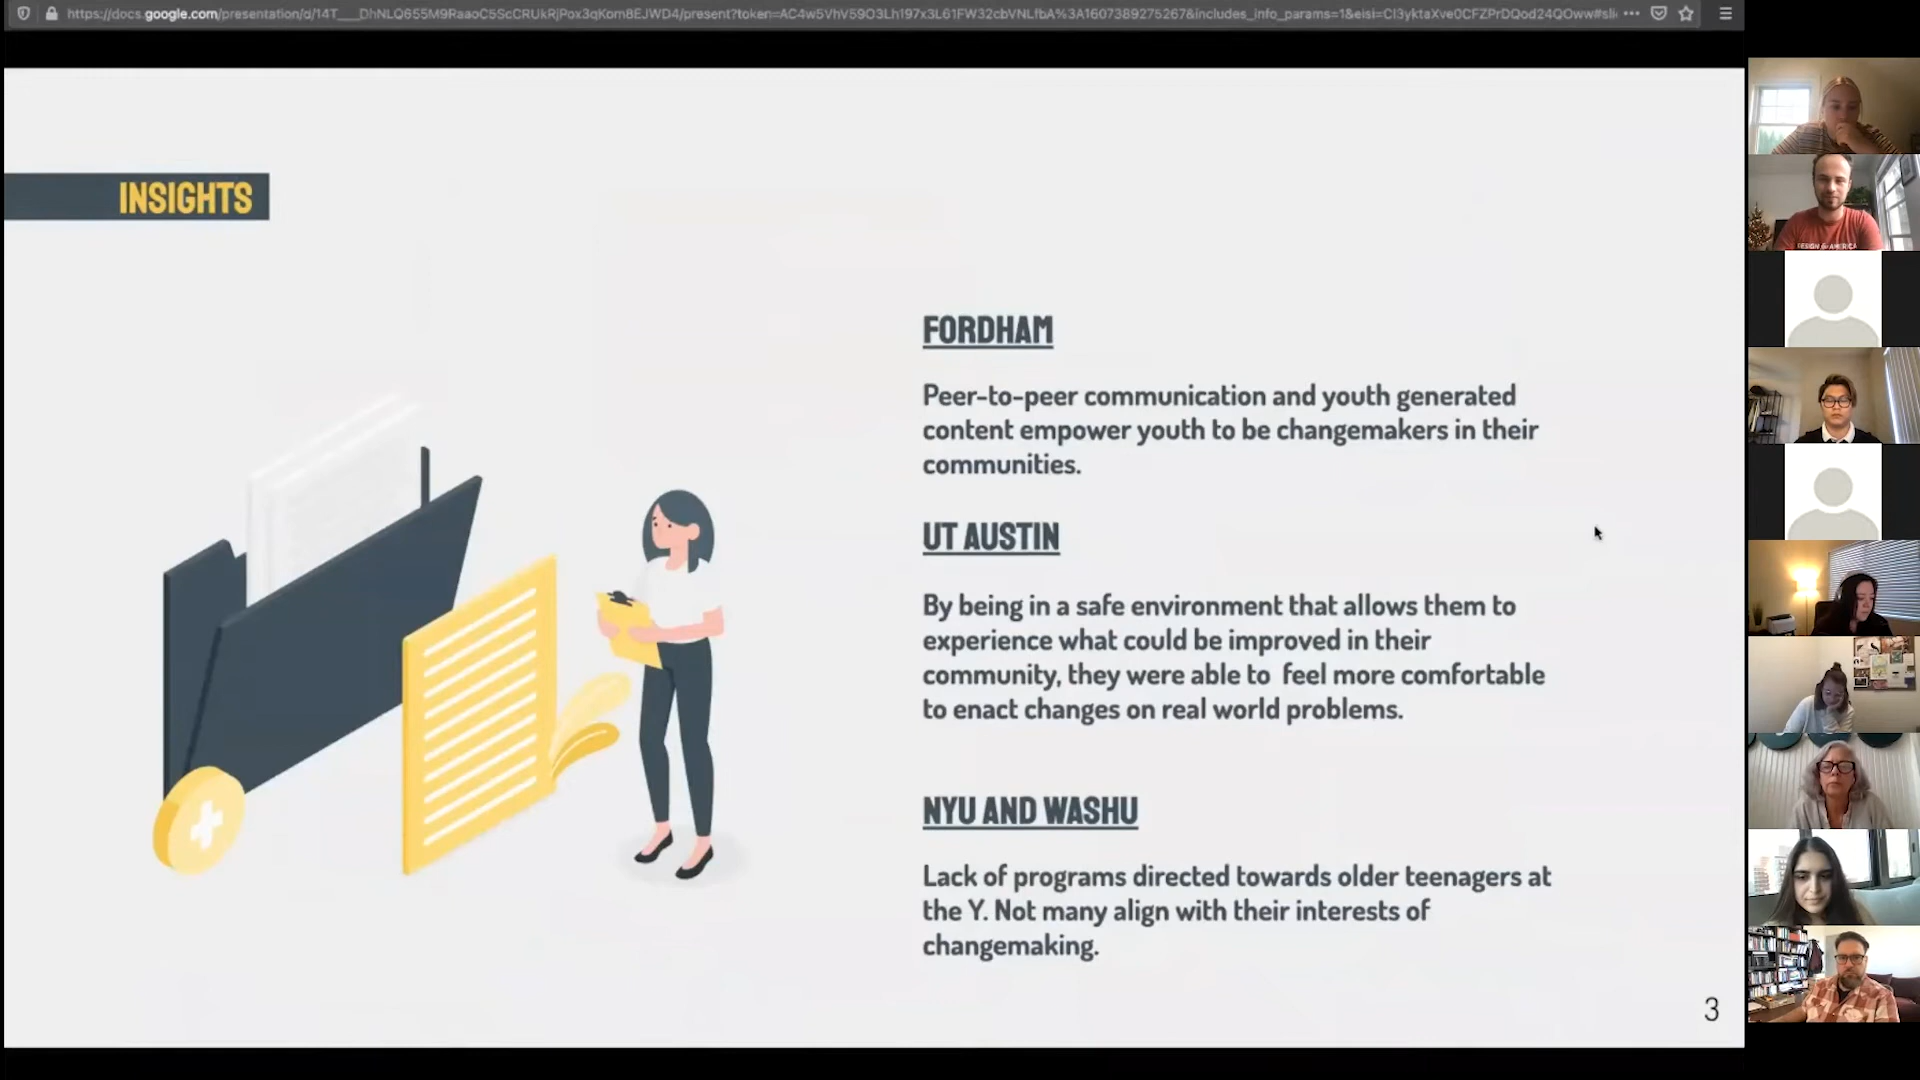 INSIGHTS
FORDHAM
Peer-to-peer communication and youth generated
content empower youth to be changemakers in their
communities.
UT AUSTIN
By being in a safe environment that allows them to
experience what could be improved in their
community, they were able to feel more comfortable
to enact changes on real world problems.
NYU AND WASHU
Lack of programs directed towards older teenagers at
the Y. Not many align with their interests of
changemaking.
3
DESIGN for AMERICA